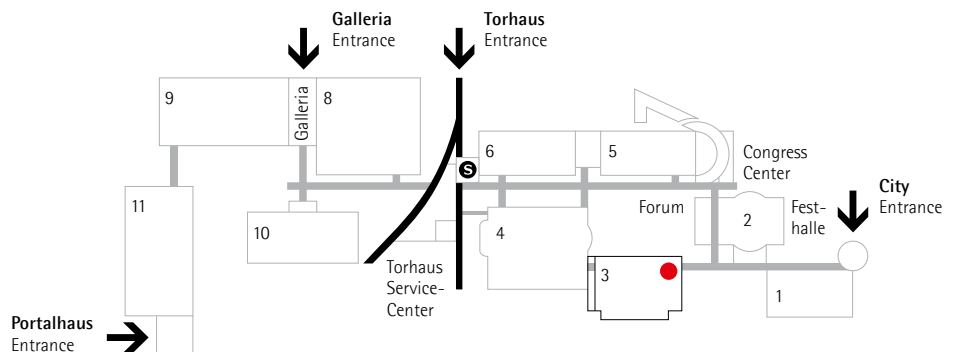 Galleria
Entrance
Torhaus
Entrance
9
Galleria
8
6
5
Congress
Center
S
City
Entrance
11
10
Forum
2
Fest-
halle
4
Torhaus
Service-
Center
3
1
Portalhaus
Entrance